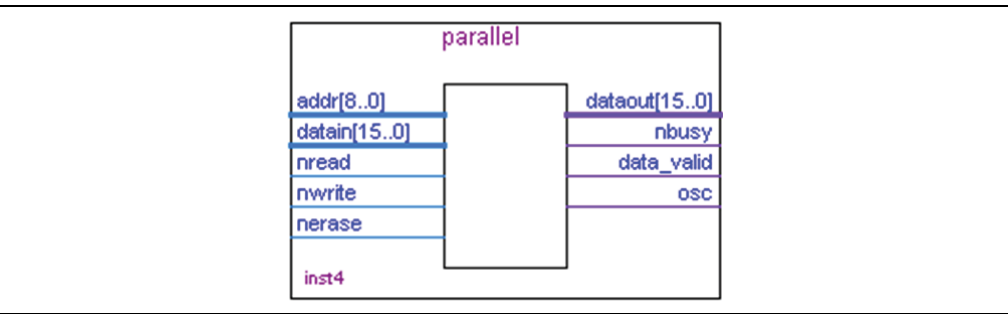 parallel
addr[8..0]
datain[15..0]
nread
nwrite
nerase
dataout[15..0]
nbusy
data_valid
osc
inst4